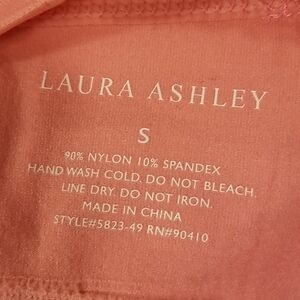 LAURA ASHLEY
S
90% NYLON 10% SPANDEX
HAND WASH COLD. DO NOT BLEACH.
LINE DRY. DO NOT IRON.
MADE IN CHINA
STYLE#5823-49 RN#90410